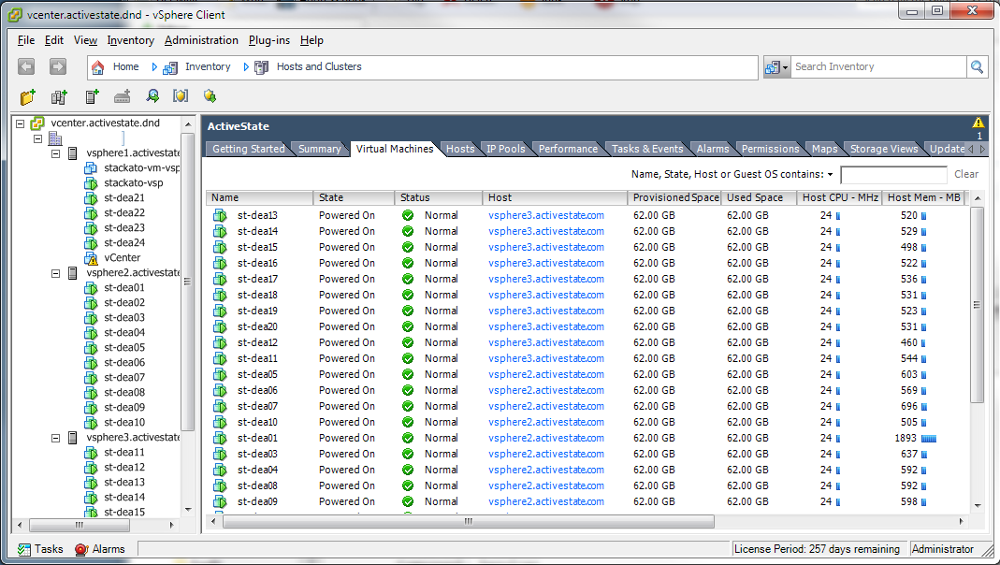 vcenter.activestate.dnd - vSphere Client
File Edit View Inventory Administration Plug-ins Help
Home Inventory Hosts and Clusters Search Inventory
vcenter.activestate.dnd
vsphere1.activestate
stackato-vm-vsp
stackato-vsp
st-dea21
st-dea22
st-dea23
st-dea24
vCenter
vsphere2.activestate
st-dea01
st-dea02
st-dea03
st-dea04
st-dea05
st-dea06
st-dea07
st-dea08
st-dea09
st-dea10
vsphere3.activestate
st-dea11
st-dea12
st-dea13
st-dea14
st-dea15
ActiveState
1
Getting Started Summary Virtual Machines Hosts IP Pools Performance Tasks & Events Alarms Permissions Maps Storage Views Update
Name, State, Host or Guest OS contains: Clear
Name State Status Host Provisioned Space Used Space Host CPU - MHz Host Mem - MB
st-dea13 Powered On Normal vsphere3.activestate.com 62.00 GB 62.00 GB 24 520
st-dea14 Powered On Normal vsphere3.activestate.com 62.00 GB 62.00 GB 24 529
st-dea15 Powered On Normal vsphere3.activestate.com 62.00 GB 62.00 GB 24 498
st-dea16 Powered On Normal vsphere3.activestate.com 62.00 GB 62.00 GB 24 522
st-dea17 Powered On Normal vsphere3.activestate.com 62.00 GB 62.00 GB 24 536
st-dea18 Powered On Normal vsphere3.activestate.com 62.00 GB 62.00 GB 24 531
st-dea19 Powered On Normal vsphere3.activestate.com 62.00 GB 62.00 GB 24 523
st-dea20 Powered On Normal vsphere3.activestate.com 62.00 GB 62.00 GB 24 531
st-dea12 Powered On Normal vsphere3.activestate.com 62.00 GB 62.00 GB 24 460
st-dea11 Powered On Normal vsphere3.activestate.com 62.00 GB 62.00 GB 24 544
st-dea05 Powered On Normal vsphere2.activestate.com 62.00 GB 62.00 GB 24 603
st-dea06 Powered On Normal vsphere2.activestate.com 62.00 GB 62.00 GB 24 569
st-dea07 Powered On Normal vsphere2.activestate.com 62.00 GB 62.00 GB 24 696
st-dea10 Powered On Normal vsphere2.activestate.com 62.00 GB 62.00 GB 24 505
st-dea01 Powered On Normal vsphere2.activestate.com 62.00 GB 62.00 GB 24 1893
st-dea03 Powered On Normal vsphere2.activestate.com 62.00 GB 62.00 GB 24 637
st-dea04 Powered On Normal vsphere2.activestate.com 62.00 GB 62.00 GB 24 592
st-dea08 Powered On Normal vsphere2.activestate.com 62.00 GB 62.00 GB 24 592
st-dea09 Powered On Normal vsphere2.activestate.com 62.00 GB 62.00 GB 24 598
Tasks Alarms License Period: 257 days remaining Administrator